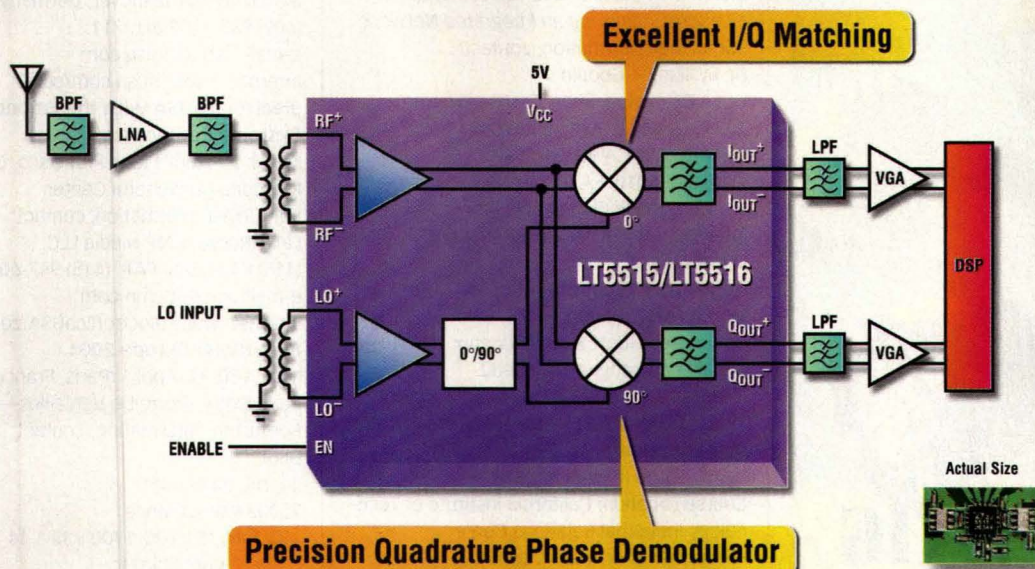 Excellent I/Q Matching
5V
VCC
BPF
LNA
BPF
RF+
RF−
IOUT+
IOUT−
0°
LPF
VGA
LT5515/LT5516
DSP
LO INPUT
LO+
LO−
0°/90°
QOUT+
QOUT−
90°
LPF
VGA
ENABLE
EN
Actual Size
Precision Quadrature Phase Demodulator